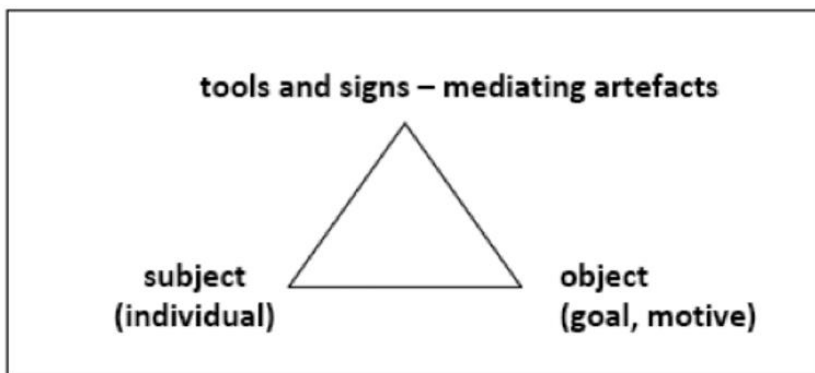 tools and signs – mediating artefacts
subject
(individual)
object
(goal, motive)